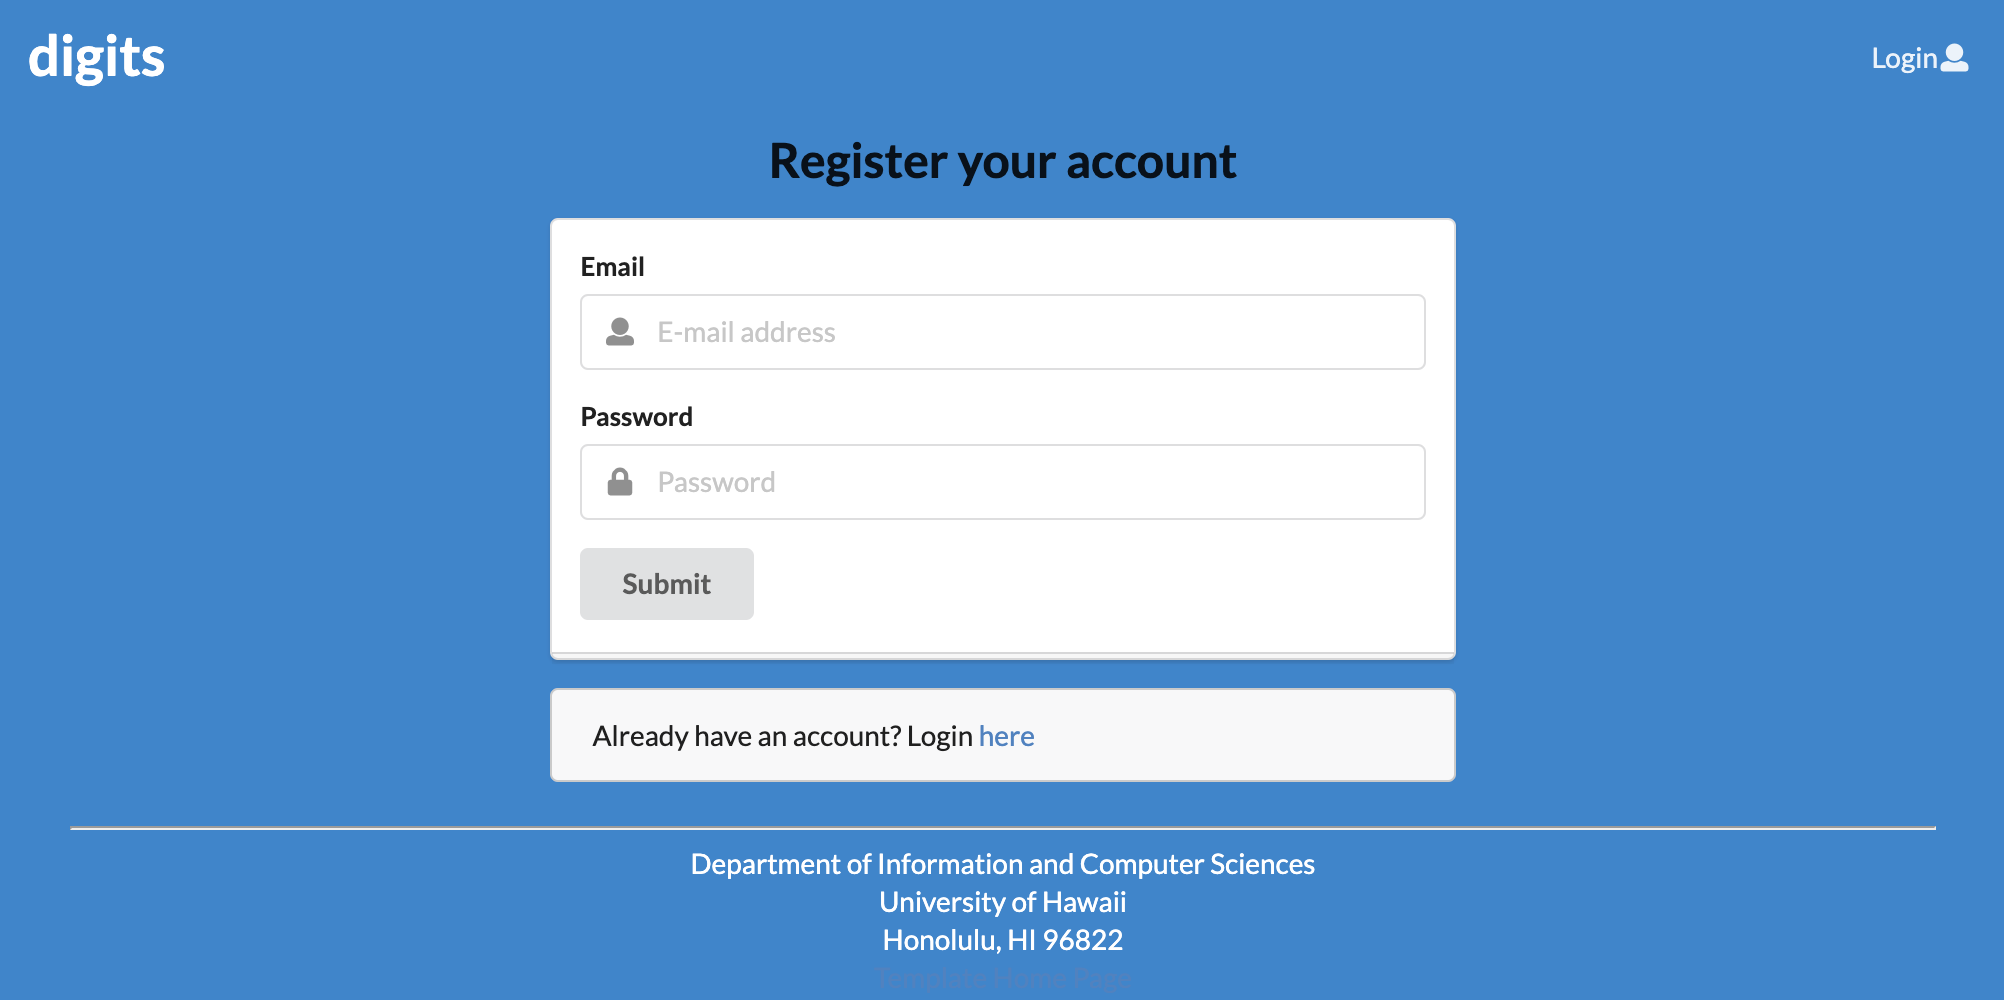 digits
Login
Register your account
Email
E-mail address
Password
Password
Submit
Already have an account? Login here
Department of Information and Computer Sciences
University of Hawaii
Honolulu, HI 96822
Template Home Page